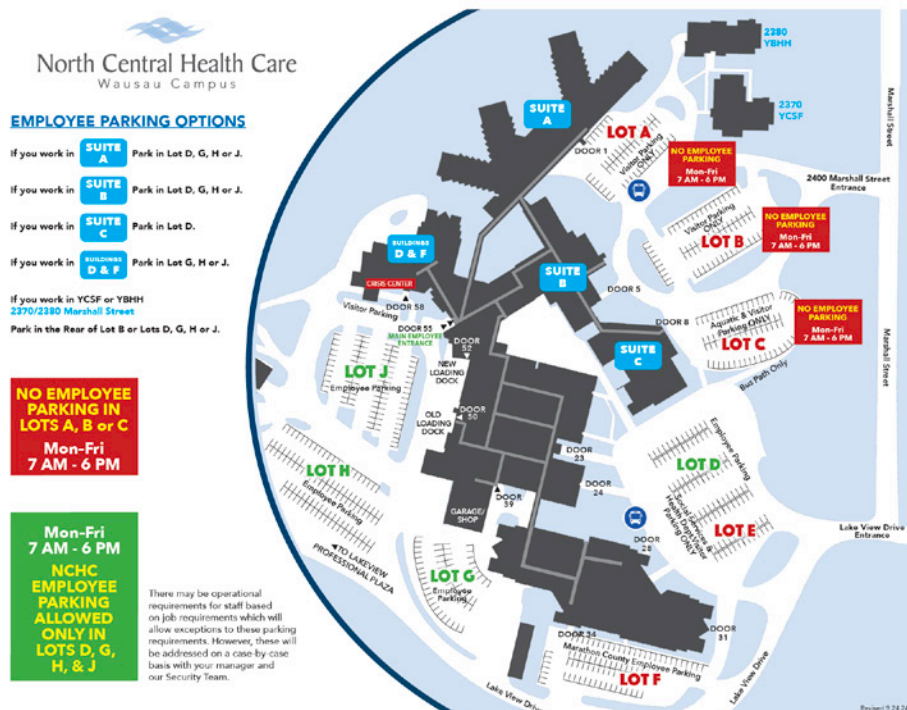 North Central Health Care
Wausau Campus
EMPLOYEE PARKING OPTIONS
If you work in SUITE A Park in Lot D, G, H or J.
If you work in SUITE B Park in Lot D, G, H or J.
If you work in SUITE C Park in Lot D.
If you work in BUILDINGS D & F Park in Lot G, H or J.
If you work in YCSF or YBHH
2370/2380 Marshall Street
Park in the Rear of Lot B or Lots D, G, H or J.
NO EMPLOYEE
PARKING IN
LOTS A, B or C
Mon-Fri
7 AM - 6 PM
Mon-Fri
7 AM - 6 PM
NCHC
EMPLOYEE
PARKING
ALLOWED
ONLY IN
LOTS D, G,
H, & J
There may be operational
requirements for staff based
on job requirements which will
allow exceptions to these parking
requirements. However, these will
be addressed on a case-by-case
basis with your manager and
our Security Team.
2380
YBHH
2370
YCSF
SUITE
A
LOT A
DOOR 1
Visitor Parking
ONLY
NO EMPLOYEE
PARKING
Mon-Fri
7 AM - 6 PM
Marshall Street
2400 Marshall Street
Entrance
Visitor Parking
ONLY
LOT B
NO EMPLOYEE
PARKING
Mon-Fri
7 AM - 6 PM
BUILDINGS
D & F
SUITE
B
CRISIS CENTER
DOOR 58
Visitor Parking
DOOR 5
DOOR 55
MAIN EMPLOYEE
ENTRANCE
DOOR
52
DOOR 8
Aquatic & Visitor
Parking ONLY
LOT C
NO EMPLOYEE
PARKING
Mon-Fri
7 AM - 6 PM
Bus Path Only
Marshall Street
SUITE
C
NEW
LOADING
DOCK
LOT J
Employee Parking
DOOR
50
OLD
LOADING
DOCK
DOOR
23
DOOR
24
Employee Parking
LOT D
LOT H
Employee Parking
DOOR
39
GARAGE/
SHOP
Social Services &
Health Dept Visitor
Parking ONLY
LOT E
DOOR
28
Lake View Drive
Entrance
TO LAKEVIEW
PROFESSIONAL PLAZA
LOT G
Employee
Parking
DOOR
31
DOOR 34
Marathon County Employee Parking
LOT F
Lake View Drive
Lake View Drive